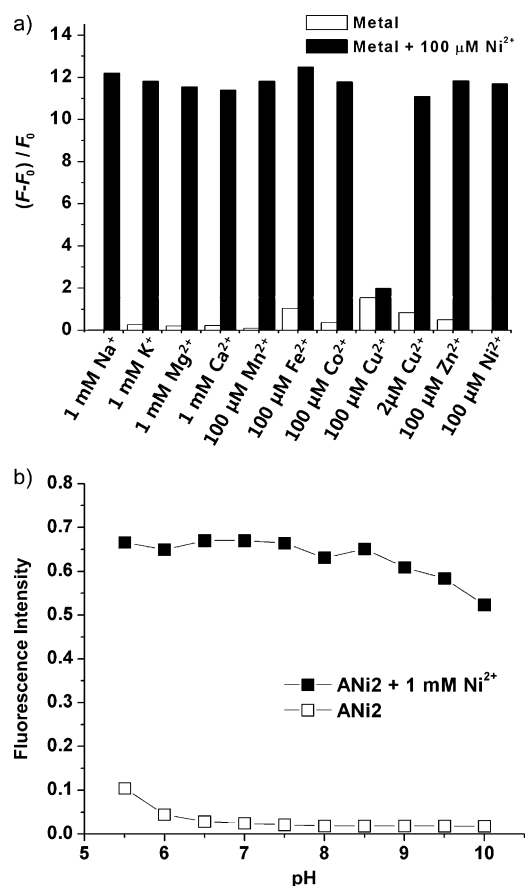 a)
Metal
Metal + 100 μM Ni²⁺
(F-F₀) / F₀
14
12
10
8
6
4
2
0
1 mM Na⁺
1 mM K⁺
1 mM Mg²⁺
1 mM Ca²⁺
100 μM Mn²⁺
100 μM Fe²⁺
100 μM Co²⁺
100 μM Cu²⁺
2μM Cu²⁺
100 μM Zn²⁺
100 μM Ni²⁺
b)
Fluorescence Intensity
0.8
0.7
0.6
0.5
0.4
0.3
0.2
0.1
0.0
ANi2 + 1 mM Ni²⁺
ANi2
5 6 7 8 9 10
pH